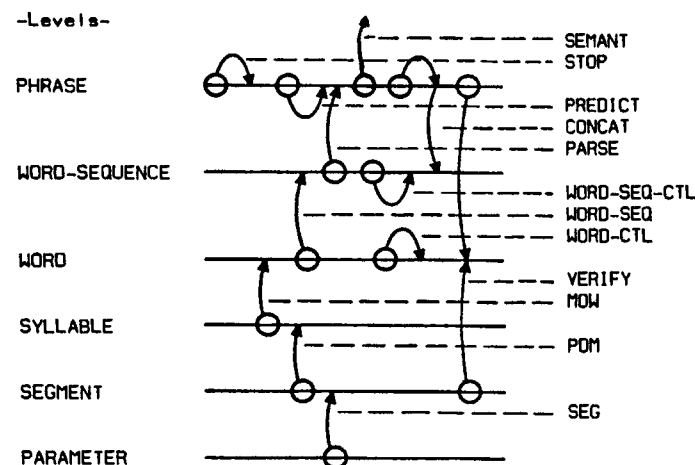 -Levels-
SEMANT
STOP
PHRASE
PREDICT
CONCAT
PARSE
WORD-SEQUENCE
WORD-SEQ-CTL
WORD-SEQ
WORD-CTL
WORD
VERIFY
MOW
SYLLABLE
POM
SEGMENT
SEG
PARAMETER